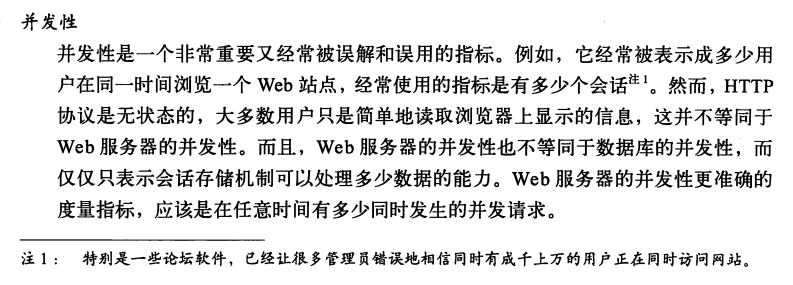 并发性
并发性是一个非常重要又经常被误解和误用的指标。例如，它经常被表示成多少用
户在同一时间浏览一个 Web 站点，经常使用的指标是有多少个会话注1。然而，HTTP
协议是无状态的，大多数用户只是简单地读取浏览器上显示的信息，这并不等同于
Web 服务器的并发性。而且，Web 服务器的并发性也不等同于数据库的并发性，而
仅仅只表示会话存储机制可以处理多少数据的能力。Web 服务器的并发性更准确的
度量指标，应该是在任意时间有多少同时发生的并发请求。
注 1： 特别是一些论坛软件，已经让很多管理员错误地相信同时有成千上万的用户正在同时访问网站。